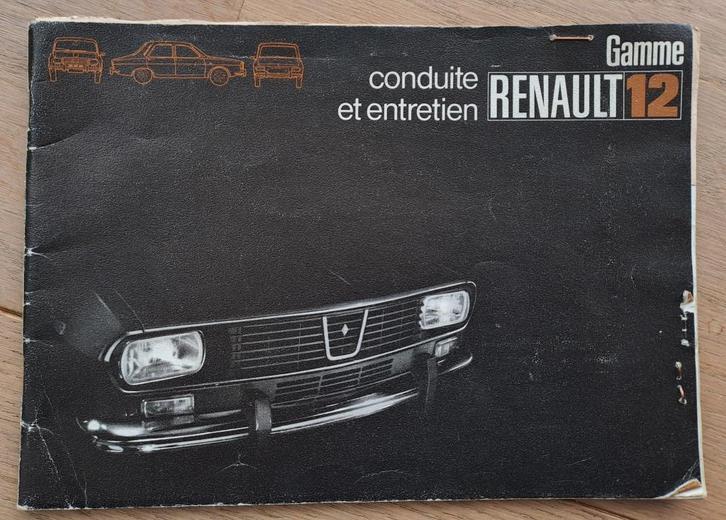 Gamme
conduite
et entretien
RENAULT 12